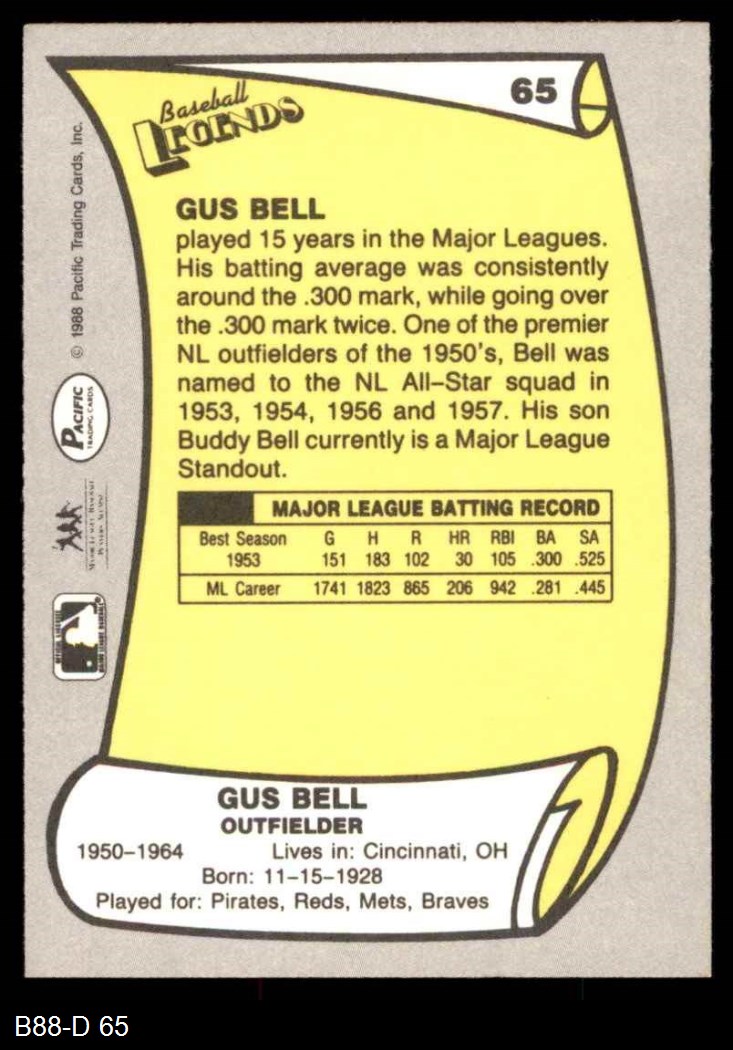 65
Baseball
LEGENDS
GUS BELL
played 15 years in the Major Leagues.
His batting average was consistently
around the .300 mark, while going over
the .300 mark twice. One of the premier
NL outfielders of the 1950's, Bell was
named to the NL All-Star squad in
1953, 1954, 1956 and 1957. His son
Buddy Bell currently is a Major League
Standout.
MAJOR LEAGUE BATTING RECORD
Best Season G H R HR RBI BA SA
1953 151 183 102 30 105 .300 .525
ML Career 1741 1823 865 206 942 .281 .445
GUS BELL
OUTFIELDER
1950-1964 Lives in: Cincinnati, OH
Born: 11-15-1928
Played for: Pirates, Reds, Mets, Braves
© 1988 Pacific Trading Cards, Inc.
PACIFIC
TRADING CARDS
B88-D 65